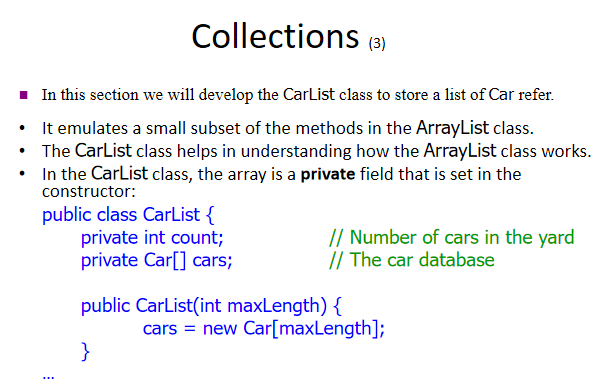 Collections (3)
■ In this section we will develop the CarList class to store a list of Car refer.
• It emulates a small subset of the methods in the ArrayList class.
• The CarList class helps in understanding how the ArrayList class works.
• In the CarList class, the array is a private field that is set in the
constructor:
public class CarList {
private int count; // Number of cars in the yard
private Car[] cars; // The car database
public CarList(int maxLength) {
cars = new Car[maxLength];
}
...